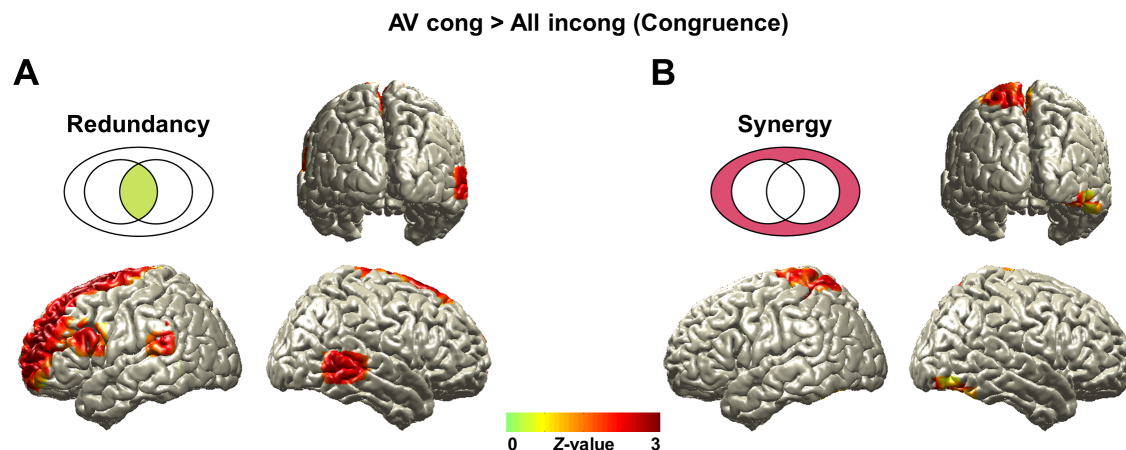 AV cong > All incong (Congruence)
A
B
Redundancy
Synergy
0 Z-value 3